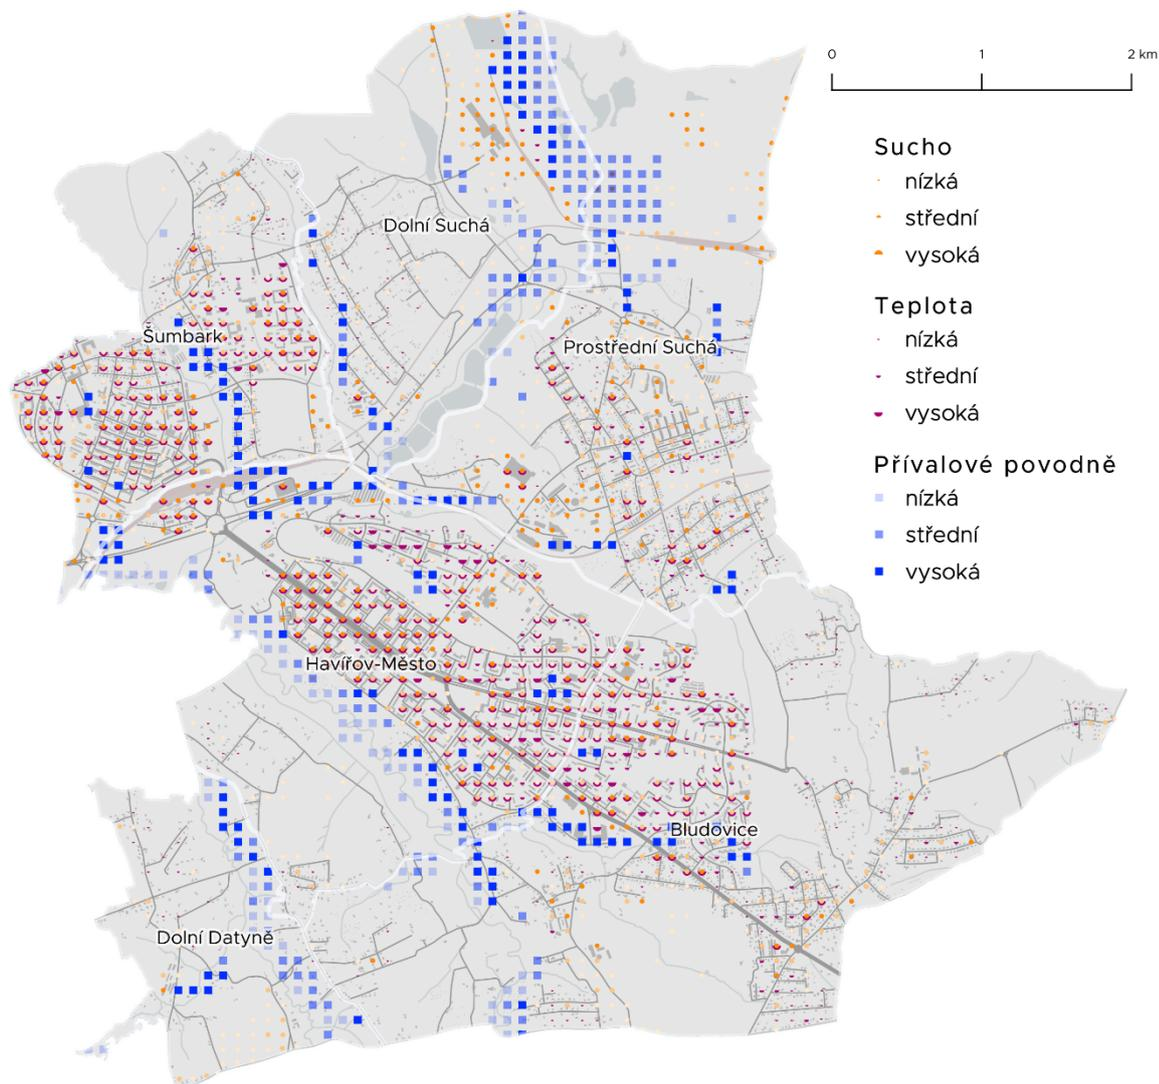 0 1 2 km
Sucho
nízká
střední
vysoká
Teplota
nízká
střední
vysoká
Přívalové povodně
nízká
střední
vysoká
Dolní Suchá
Šumbark
Prostřední Suchá
Havířov-Město
Bludovice
Dolní Datyně